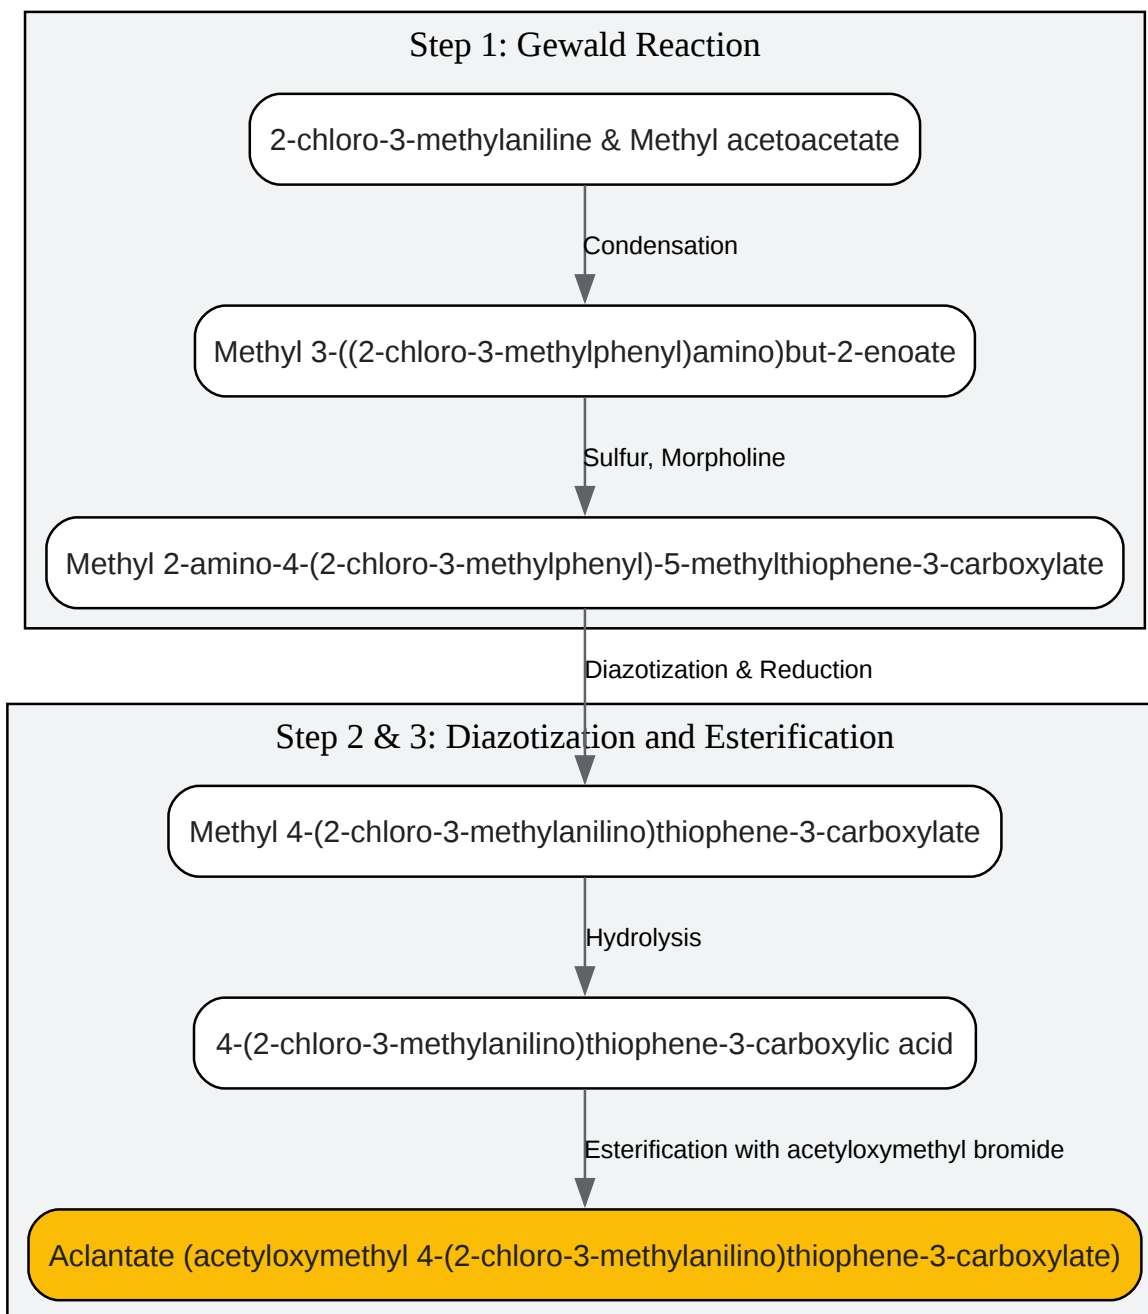 Step 1: Gewald Reaction
2-chloro-3-methylaniline & Methyl acetoacetate
Condensation
Methyl 3-((2-chloro-3-methylphenyl)amino)but-2-enoate
Sulfur, Morpholine
Methyl 2-amino-4-(2-chloro-3-methylphenyl)-5-methylthiophene-3-carboxylate
Diazotization & Reduction
Step 2 & 3: Diazotization and Esterification
Methyl 4-(2-chloro-3-methylanilino)thiophene-3-carboxylate
Hydrolysis
4-(2-chloro-3-methylanilino)thiophene-3-carboxylic acid
Esterification with acetyloxymethyl bromide
Aclantate (acetyloxymethyl 4-(2-chloro-3-methylanilino)thiophene-3-carboxylate)